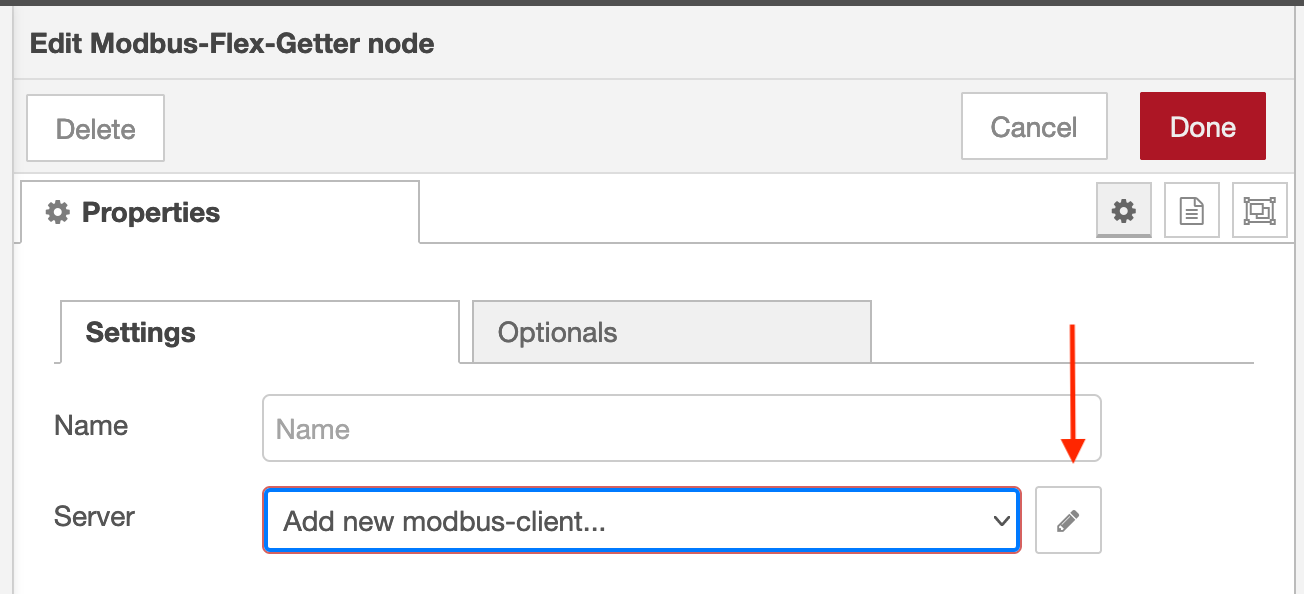 Edit Modbus-Flex-Getter node
Delete
Cancel
Done
Properties
Settings
Optionals
Name
Name
Server
Add new modbus-client...